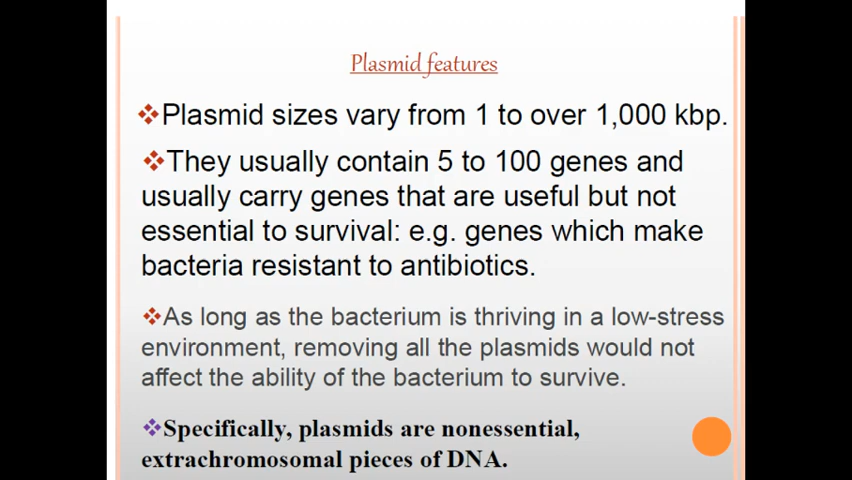 Plasmid features
Plasmid sizes vary from 1 to over 1,000 kbp.
They usually contain 5 to 100 genes and
usually carry genes that are useful but not
essential to survival: e.g. genes which make
bacteria resistant to antibiotics.
As long as the bacterium is thriving in a low-stress
environment, removing all the plasmids would not
affect the ability of the bacterium to survive.
Specifically, plasmids are nonessential,
extrachromosomal pieces of DNA.